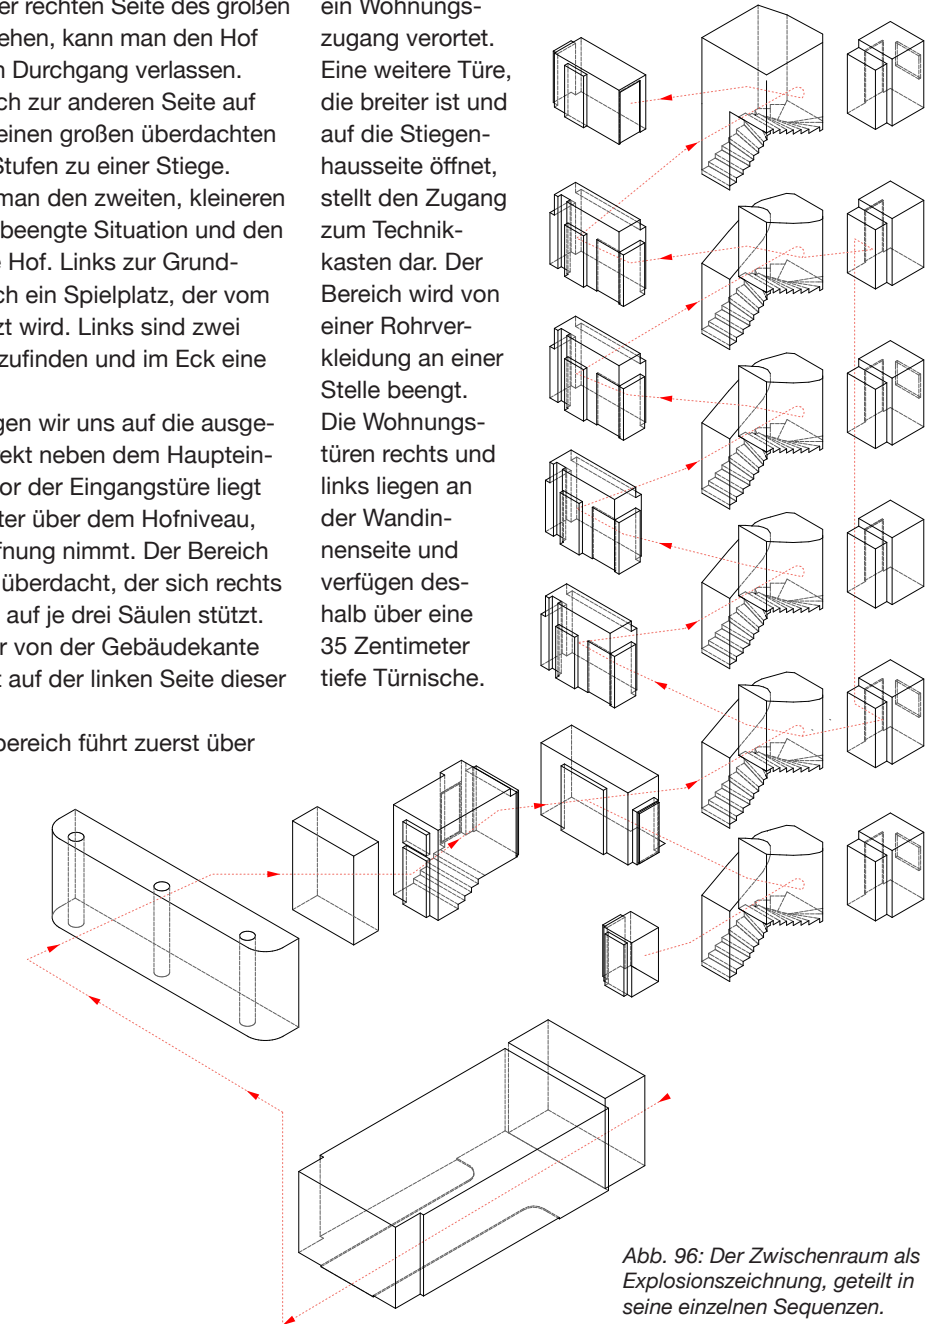 er rechten Seite des großen
ehen, kann man den Hof
n Durchgang verlassen.
ch zur anderen Seite auf
einen großen überdachten
Stufen zu einer Stiege.
man den zweiten, kleineren
beengte Situation und den
e Hof. Links zur Grund-
ch ein Spielplatz, der vom
zt wird. Links sind zwei
zufinden und im Eck eine
gen wir uns auf die ausge-
ekt neben dem Hauptein-
or der Eingangstüre liegt
ter über dem Hofniveau,
fnung nimmt. Der Bereich
überdacht, der sich rechts
auf je drei Säulen stützt.
r von der Gebäudekante
t auf der linken Seite dieser
bereich führt zuerst über
ein Wohnungs-
zugang verortet.
Eine weitere Türe,
die breiter ist und
auf die Stiegen-
hausseite öffnet,
stellt den Zugang
zum Technik-
kasten dar. Der
Bereich wird von
einer Rohrver-
kleidung an einer
Stelle beengt.
Die Wohnungs-
türen rechts und
links liegen an
der Wandin-
nenseite und
verfügen des-
halb über eine
35 Zentimeter
tiefe Türnische.
Abb. 96: Der Zwischenraum als
Explosionszeichnung, geteilt in
seine einzelnen Sequenzen.